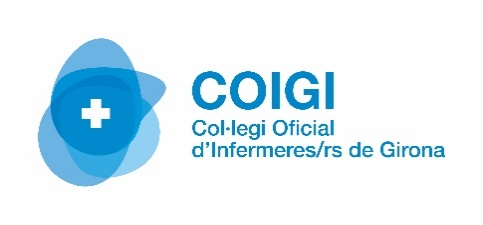 COIGI
Col·legi Oficial
d'Infermeres/rs de Girona